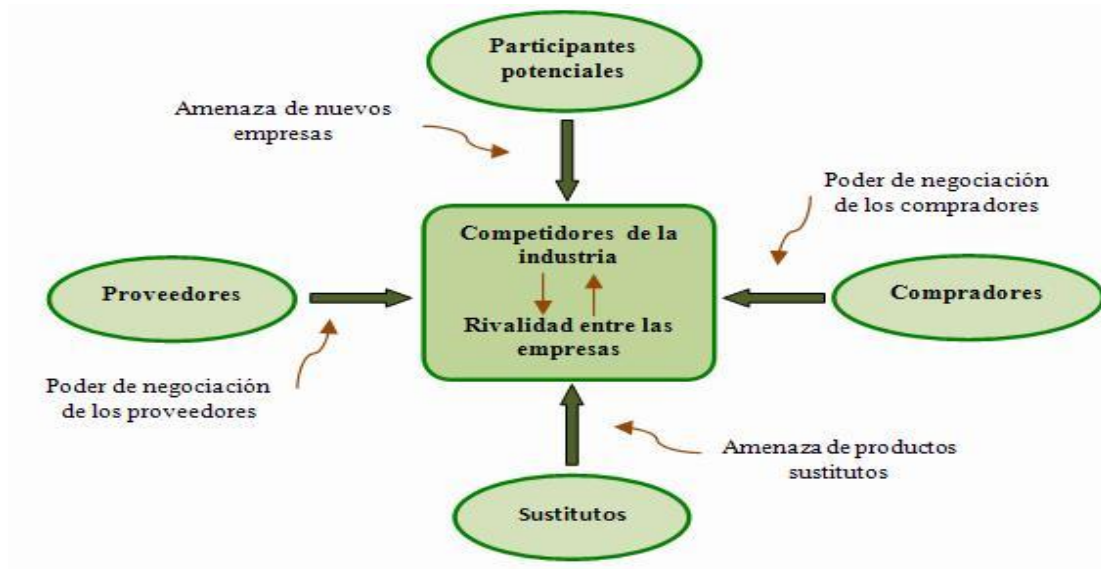 Participantes
potenciales
Amenaza de nuevos
empresas
Poder de negociación
de los compradores
Competidores de la
industria
Proveedores
Compradores
Rivalidad entre las
empresas
Poder de negociación
de los proveedores
Amenaza de productos
sustitutos
Sustitutos